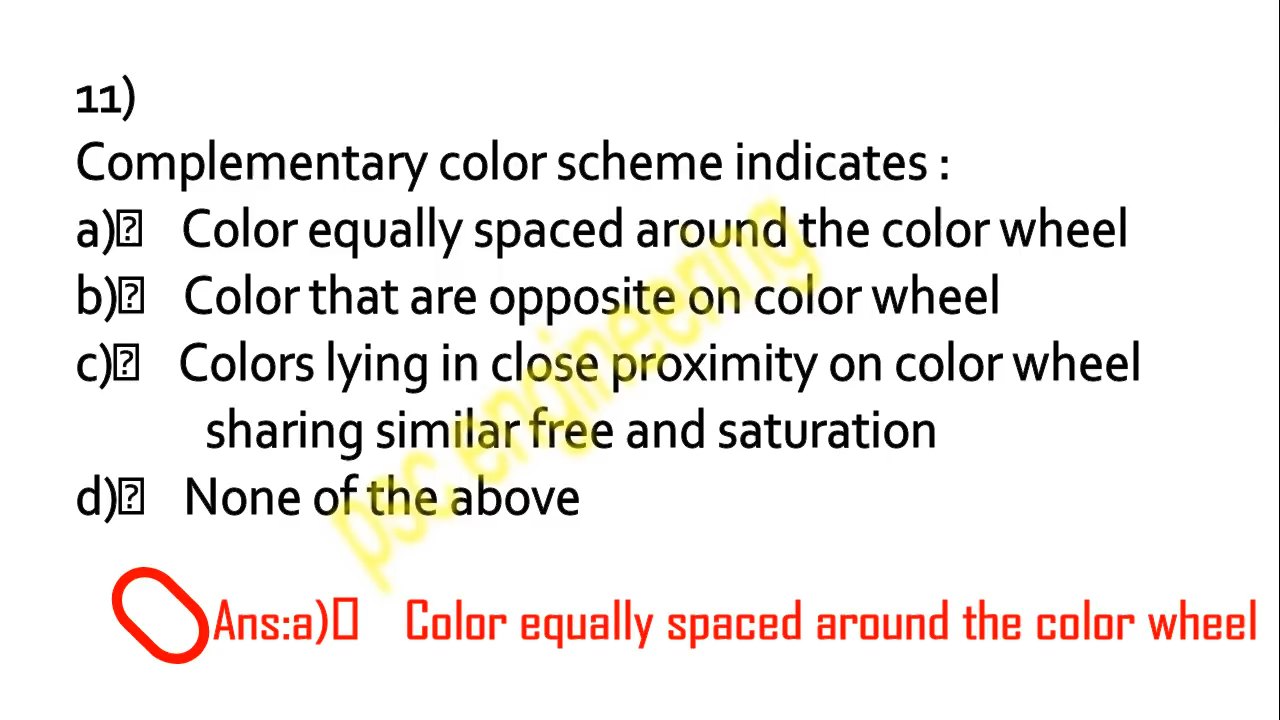 11)
Complementary color scheme indicates :
a) Color equally spaced around the color wheel
b) Color that are opposite on color wheel
c) Colors lying in close proximity on color wheel
sharing similar free and saturation
d) None of the above
psc engineering
Ans:a) Color equally spaced around the color wheel